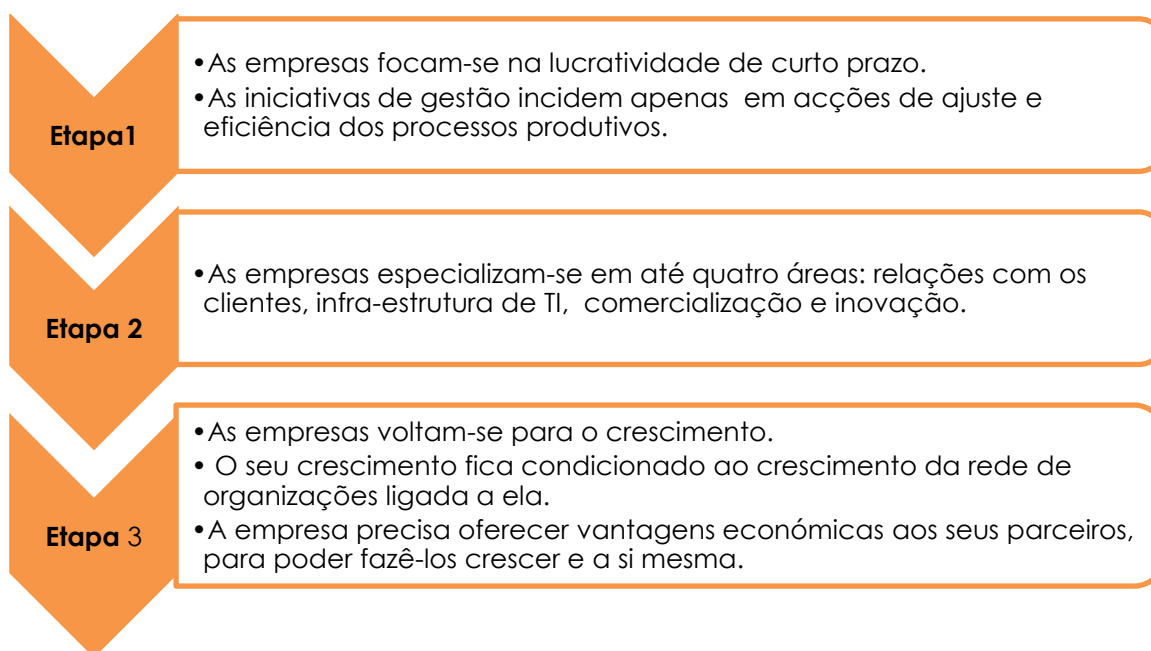 Etapa1
•As empresas focam-se na lucratividade de curto prazo.
•As iniciativas de gestão incidem apenas em acções de ajuste e
eficiência dos processos produtivos.
Etapa 2
•As empresas especializam-se em até quatro áreas: relações com os
clientes, infra-estrutura de TI, comercialização e inovação.
Etapa 3
•As empresas voltam-se para o crescimento.
• O seu crescimento fica condicionado ao crescimento da rede de
organizações ligada a ela.
•A empresa precisa oferecer vantagens económicas aos seus parceiros,
para poder fazê-los crescer e a si mesma.